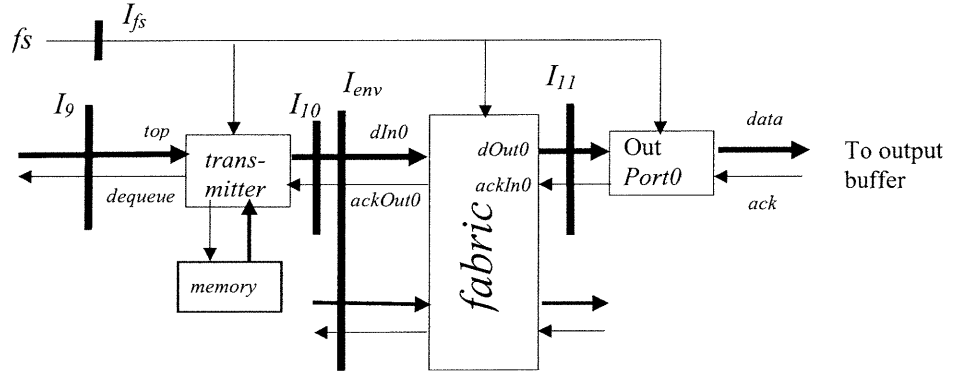 fs
I_fs
I_9
I_10
I_env
I_11
top
dequeue
trans-
mitter
memory
dIn0
ackOut0
fabric
dOut0
ackIn0
Out
Port0
data
ack
To output
buffer